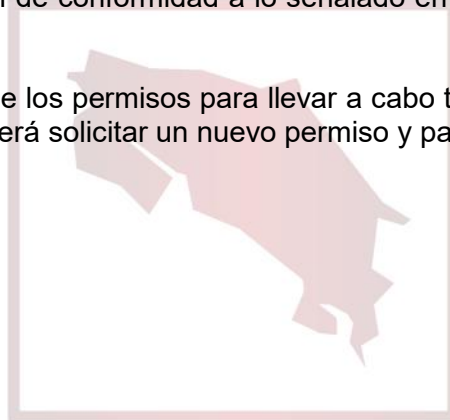 de conformidad a lo señalado en
e los permisos para llevar a cabo t
erá solicitar un nuevo permiso y pa